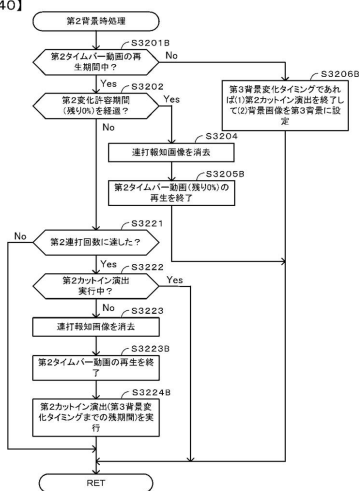 40】
第2背景時処理
S3201B
第2タイムバー動画の再
生期間中？
No
Yes
S3206B
第3背景変化タイミングであれ
ば(1)第2カットイン演出を終了し
て(2)背景画像を第3背景に設
定
S3202
第2変化許容期間
(残り0%)を経過？
Yes
No
S3204
連打報知画像を消去
S3205B
第2タイムバー動画(残り0%)の
再生を終了
S3221
第2連打回数に達した？
No
Yes
S3222
第2カットイン演出
実行中？
Yes
No
S3223
連打報知画像を消去
S3223B
第2タイムバー動画の再生を終
了
S3224B
第2カットイン演出(第3背景変
化タイミングまでの残期間)を実
行
RET